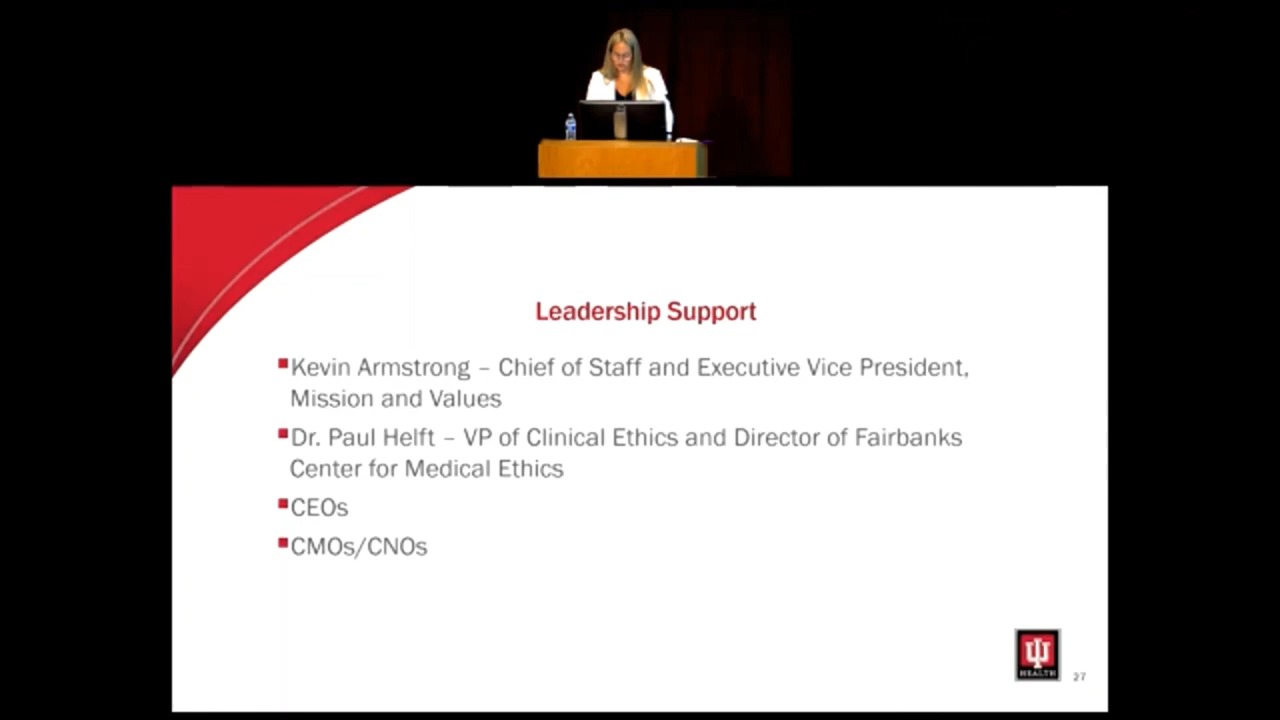 Leadership Support
Kevin Armstrong – Chief of Staff and Executive Vice President,
Mission and Values
Dr. Paul Helft – VP of Clinical Ethics and Director of Fairbanks
Center for Medical Ethics
CEOs
CMOs/CNOs
HEALTH
27